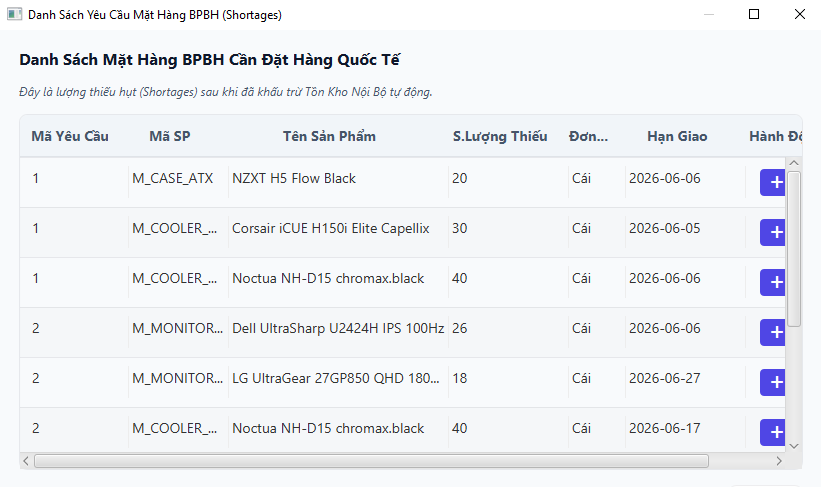 Danh Sách Yêu Cầu Mặt Hàng BPBH (Shortages)
Danh Sách Mặt Hàng BPBH Cần Đặt Hàng Quốc Tế
Đây là lượng thiếu hụt (Shortages) sau khi đã khấu trừ Tồn Kho Nội Bộ tự động.
Mã Yêu Cầu Mã SP Tên Sản Phẩm S.Lượng Thiếu Đơn... Hạn Giao Hành Độ
1 M_CASE_ATX NZXT H5 Flow Black 20 Cái 2026-06-06 +
1 M_COOLER_... Corsair iCUE H150i Elite Capellix 30 Cái 2026-06-05 +
1 M_COOLER_... Noctua NH-D15 chromax.black 40 Cái 2026-06-06 +
2 M_MONITOR... Dell UltraSharp U2424H IPS 100Hz 26 Cái 2026-06-06 +
2 M_MONITOR... LG UltraGear 27GP850 QHD 180... 18 Cái 2026-06-27 +
2 M_COOLER_... Noctua NH-D15 chromax.black 40 Cái 2026-06-17 +